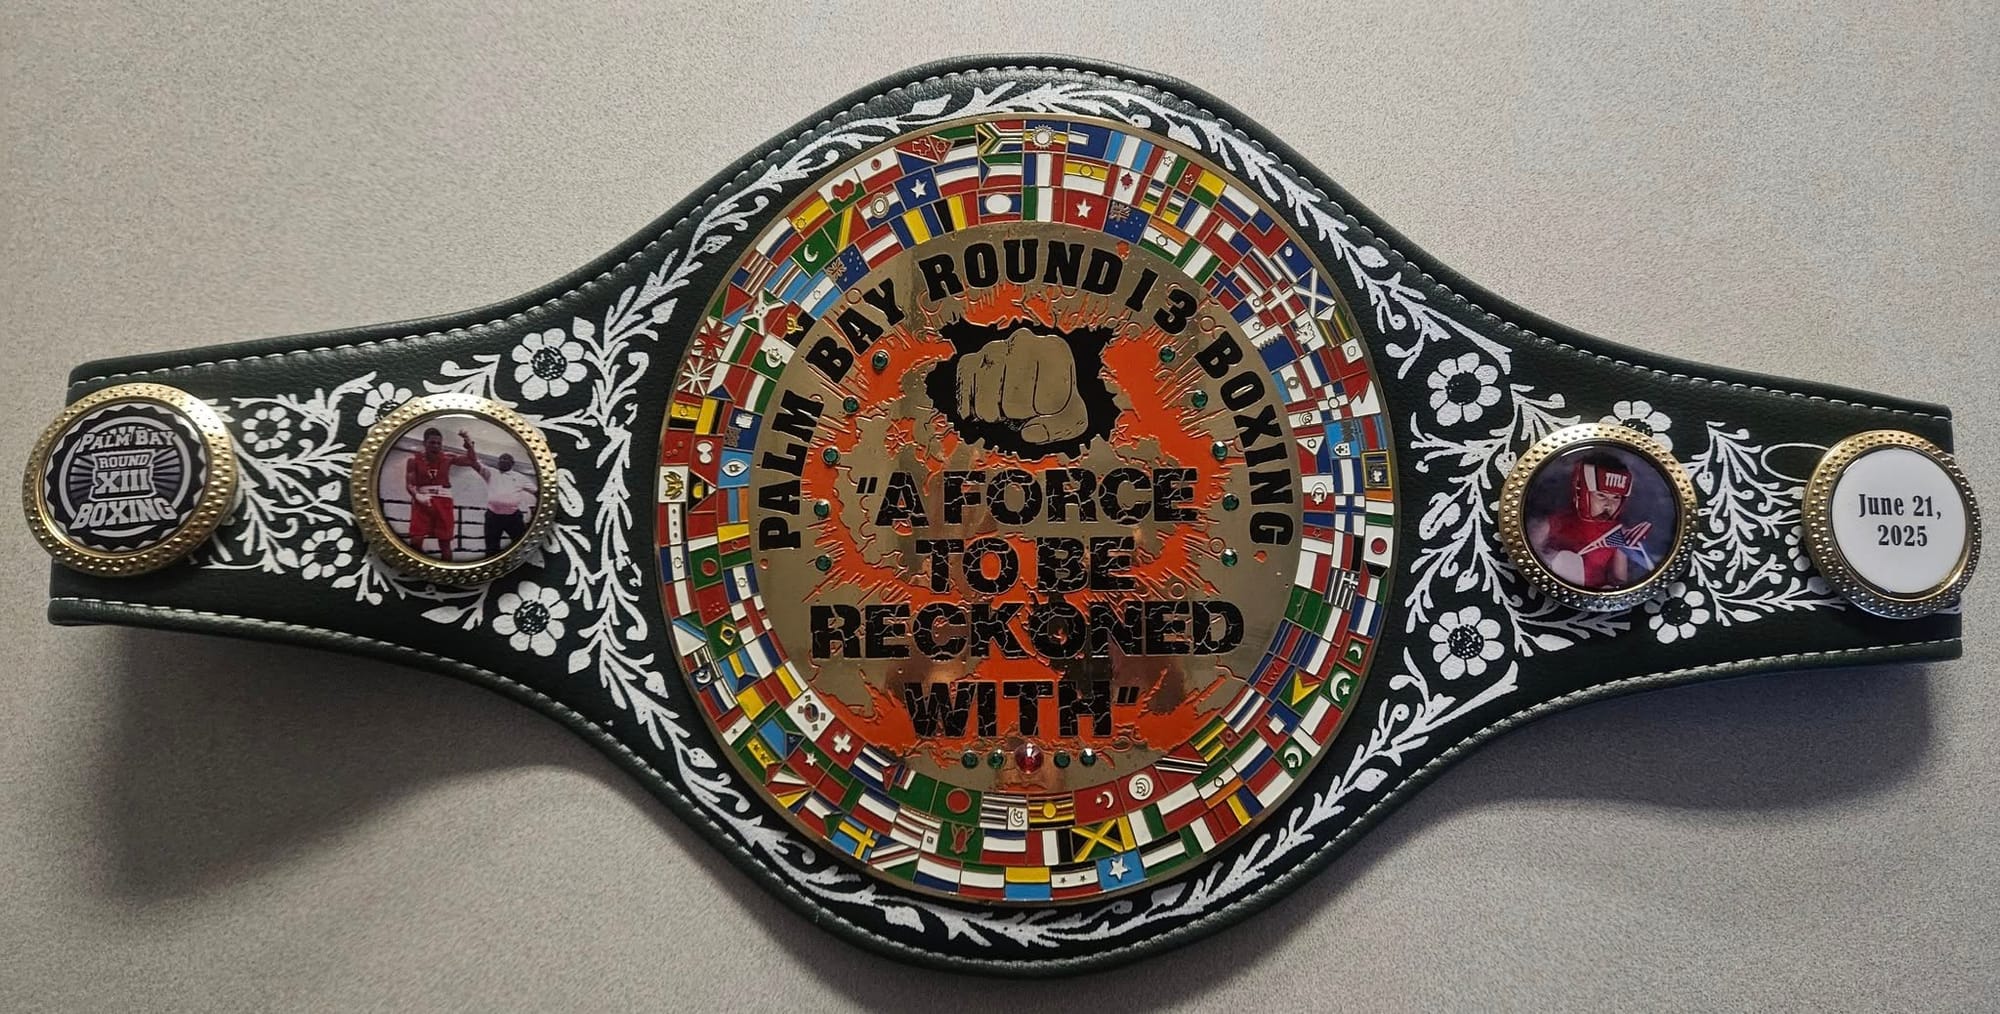 PALM BAY ROUND 13 BOXING
"A FORCE
TO BE
RECKONED
WITH"
PALM BAY
ROUND
XIII
BOXING
TITLE
June 21,
2025